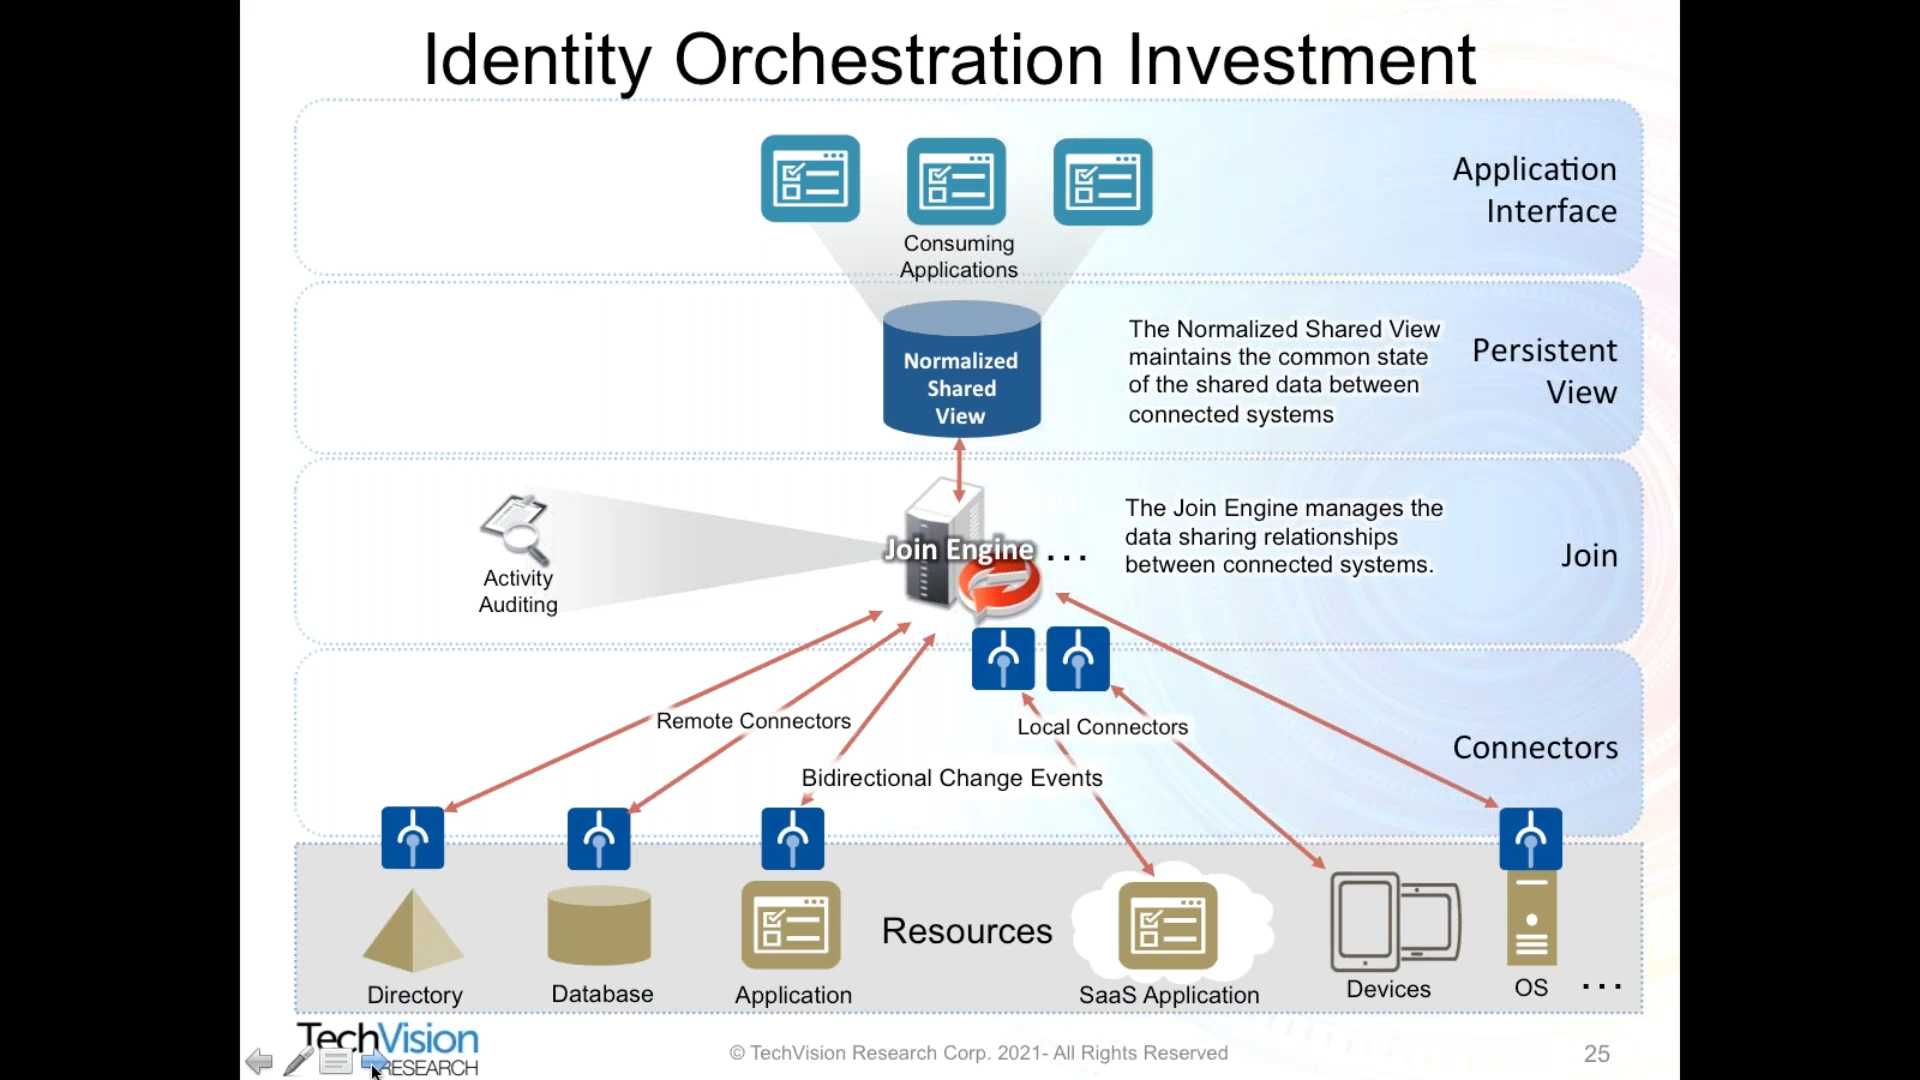 Identity Orchestration Investment
Application
Interface
Consuming
Applications
Normalized
Shared
View
The Normalized Shared View
maintains the common state
of the shared data between
connected systems
Persistent
View
Activity
Auditing
Join Engine
...
The Join Engine manages the
data sharing relationships
between connected systems.
Join
Remote Connectors
Local Connectors
Bidirectional Change Events
Connectors
Resources
Directory
Database
Application
SaaS Application
Devices
OS
...
TechVision
RESEARCH
© TechVision Research Corp. 2021- All Rights Reserved
25